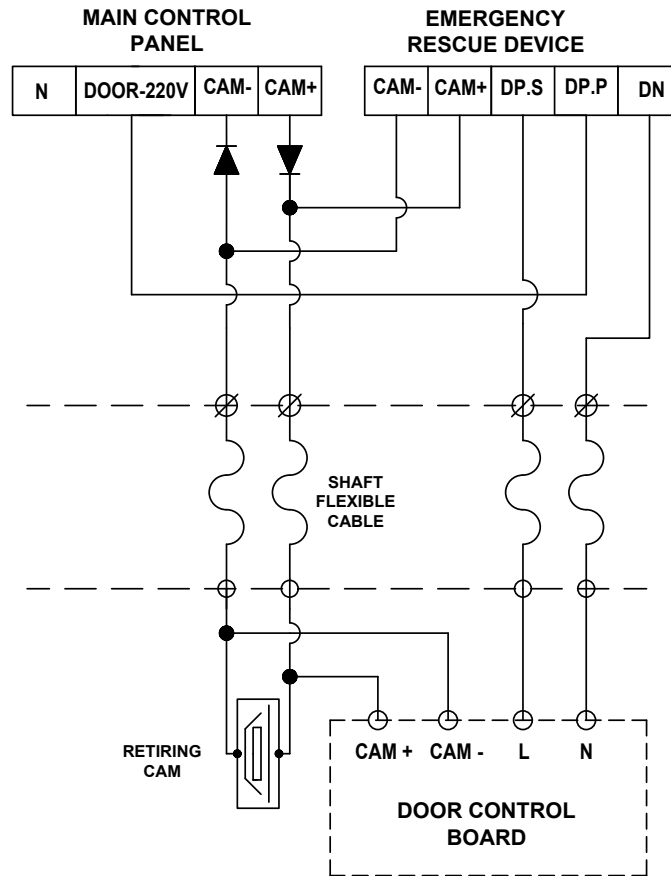 MAIN CONTROL
PANEL
EMERGENCY
RESCUE DEVICE
N DOOR-220V CAM- CAM+
CAM- CAM+ DP.S DP.P DN
SHAFT
FLEXIBLE
CABLE
RETIRING
CAM
CAM + CAM - L N
DOOR CONTROL
BOARD